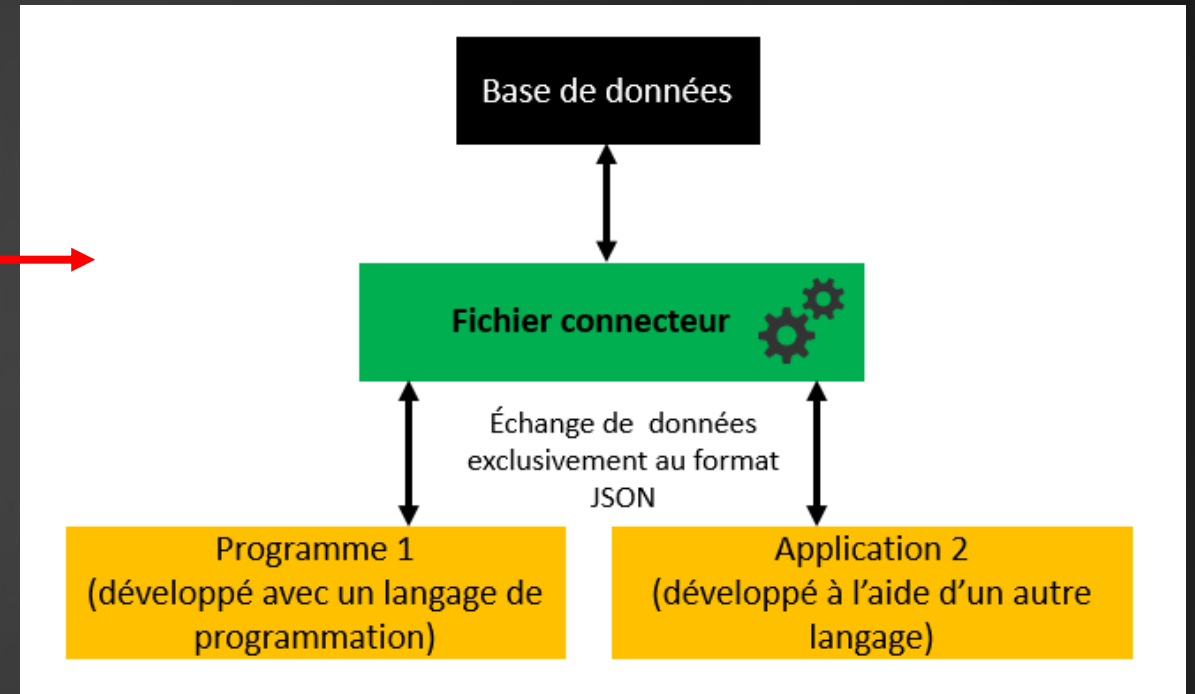 Base de données
Fichier connecteur
Échange de données
exclusivement au format
JSON
Programme 1
(développé avec un langage de
programmation)
Application 2
(développé à l’aide d’un autre
langage)